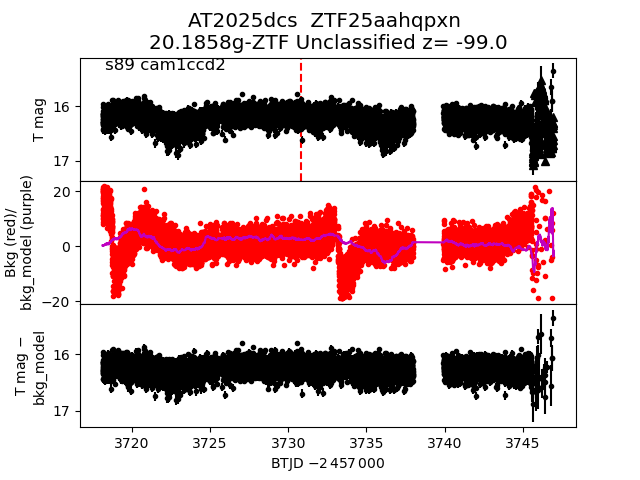 AT2025dcs  ZTF25aahqpxn
20.1858g-ZTF Unclassified z= -99.0
s89 cam1ccd2
T mag
16
17
Bkg (red)/
bkg_model (purple)
20
0
−20
T mag −
bkg_model
16
17
3720 3725 3730 3735 3740 3745
BTJD −2 457 000